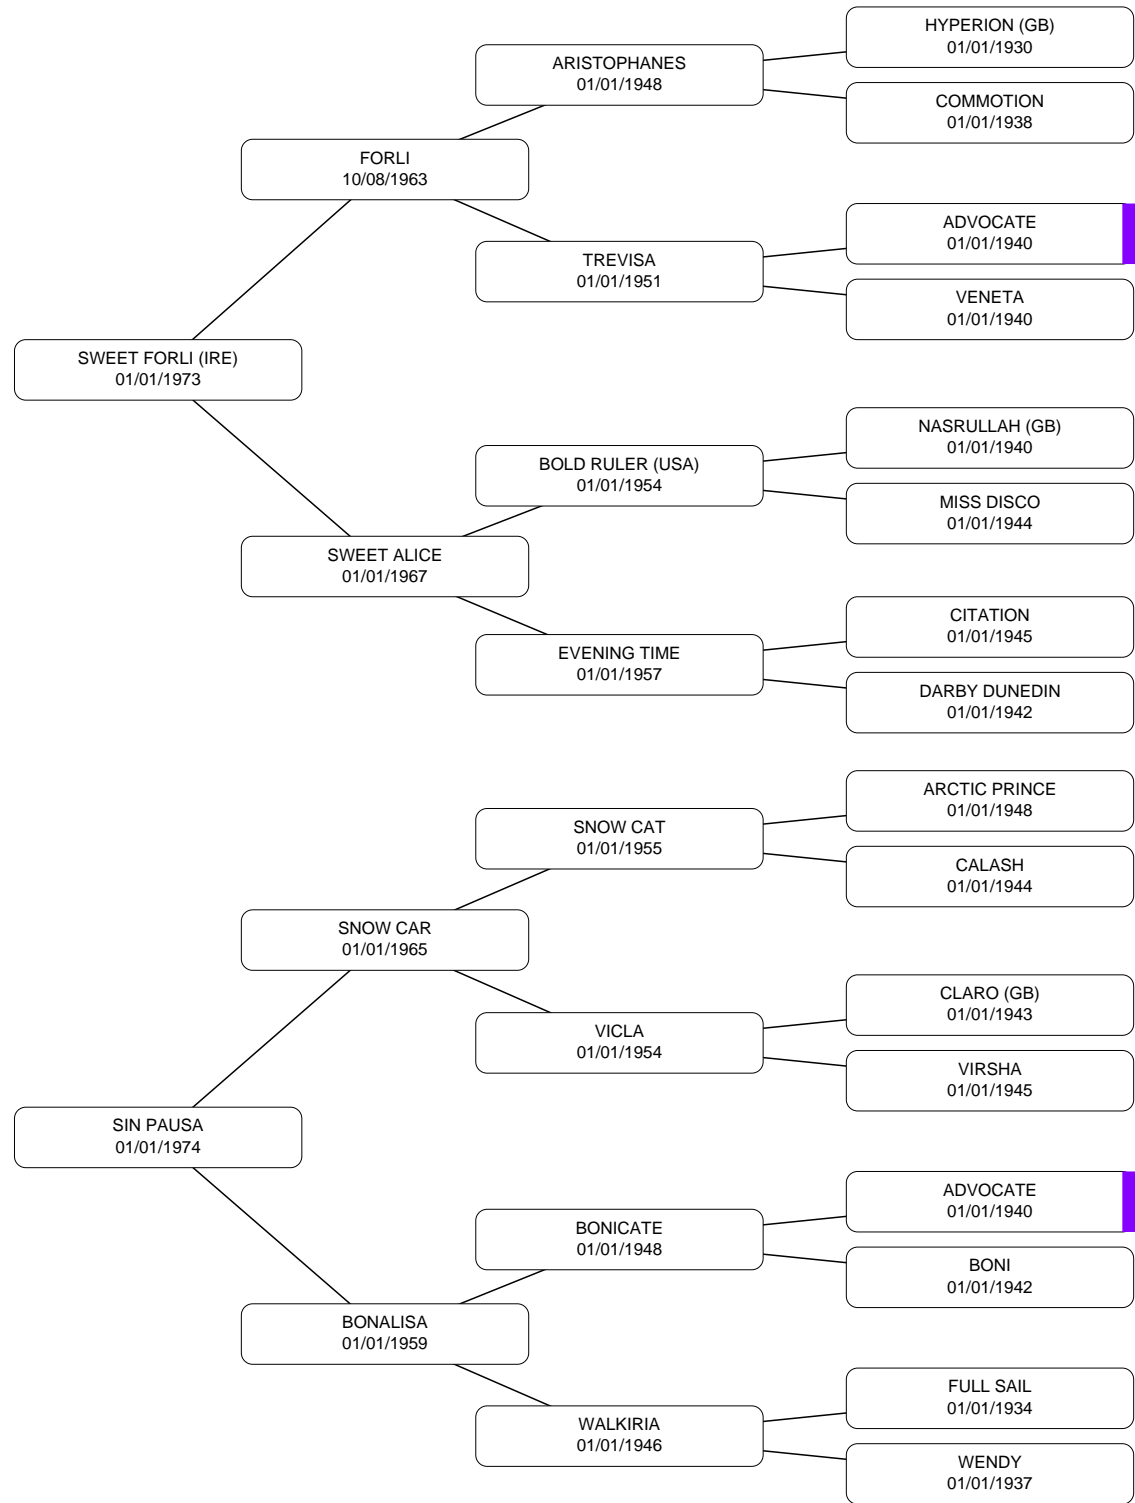 HYPERION (GB)
01/01/1930
ARISTOPHANES
01/01/1948
COMMOTION
01/01/1938
FORLI
10/08/1963
ADVOCATE
01/01/1940
TREVISA
01/01/1951
VENETA
01/01/1940
SWEET FORLI (IRE)
01/01/1973
NASRULLAH (GB)
01/01/1940
BOLD RULER (USA)
01/01/1954
MISS DISCO
01/01/1944
SWEET ALICE
01/01/1967
CITATION
01/01/1945
EVENING TIME
01/01/1957
DARBY DUNEDIN
01/01/1942
ARCTIC PRINCE
01/01/1948
SNOW CAT
01/01/1955
CALASH
01/01/1944
SNOW CAR
01/01/1965
CLARO (GB)
01/01/1943
VICLA
01/01/1954
VIRSHA
01/01/1945
SIN PAUSA
01/01/1974
ADVOCATE
01/01/1940
BONICATE
01/01/1948
BONI
01/01/1942
BONALISA
01/01/1959
FULL SAIL
01/01/1934
WALKIRIA
01/01/1946
WENDY
01/01/1937